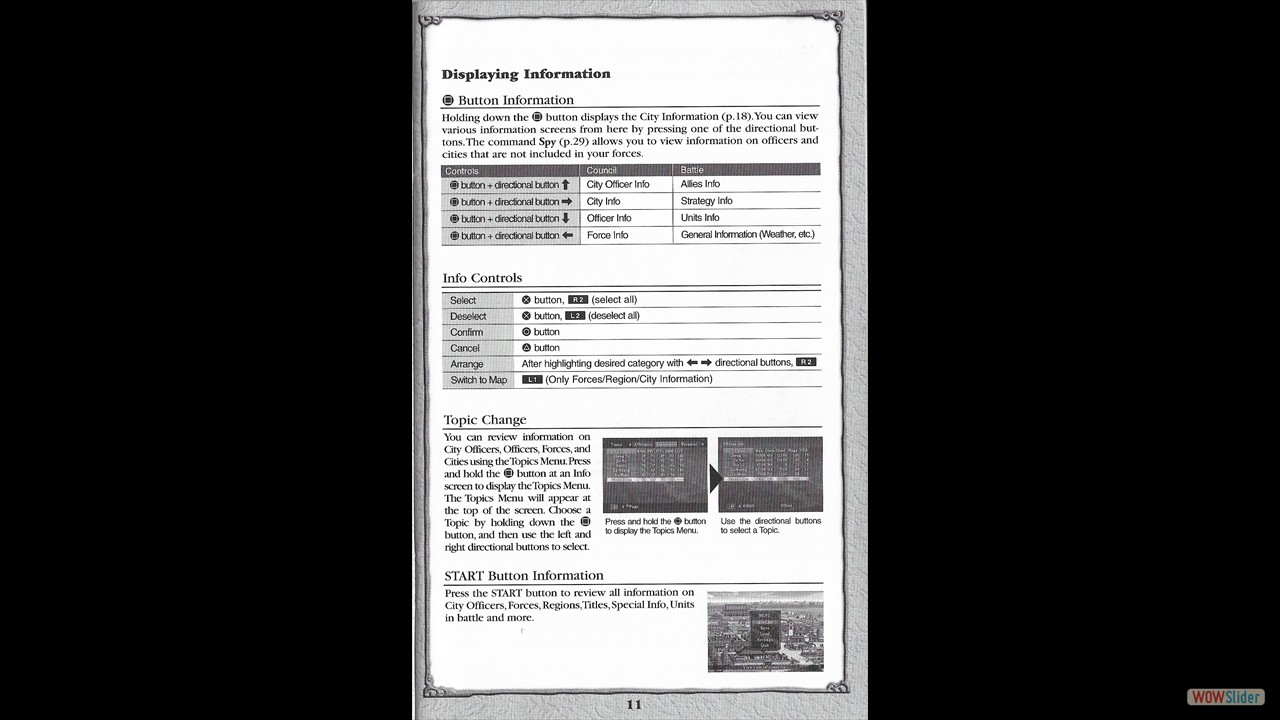 Displaying Information
Button Information
Holding down the button displays the City Information (p.18).You can view
various information screens from here by pressing one of the directional but-
tons.The command Spy (p.29) allows you to view information on officers and
cities that are not included in your forces.
Controls Council Battle
button + directional button City Officer Info Allies Info
button + directional button City Info Strategy Info
button + directional button Officer Info Units Info
button + directional button Force Info General Information (Weather, etc.)
Info Controls
Select button, R2 (select all)
Deselect button, L2 (deselect all)
Confirm button
Cancel button
Arrange After highlighting desired category with directional buttons, R2
Switch to Map L1 (Only Forces/Region/City Information)
Topic Change
You can review information on
City Officers, Officers, Forces, and
Cities using the Topics Menu. Press
and hold the button at an Info
screen to display the Topics Menu.
The Topics Menu will appear at
the top of the screen. Choose a
Topic by holding down the
button, and then use the left and
right directional buttons to select.
Press and hold the button
to display the Topics Menu.
Use the directional buttons
to select a Topic.
START Button Information
Press the START button to review all information on
City Officers, Forces, Regions,Titles, Special Info, Units
in battle and more.
11
WOWSlider